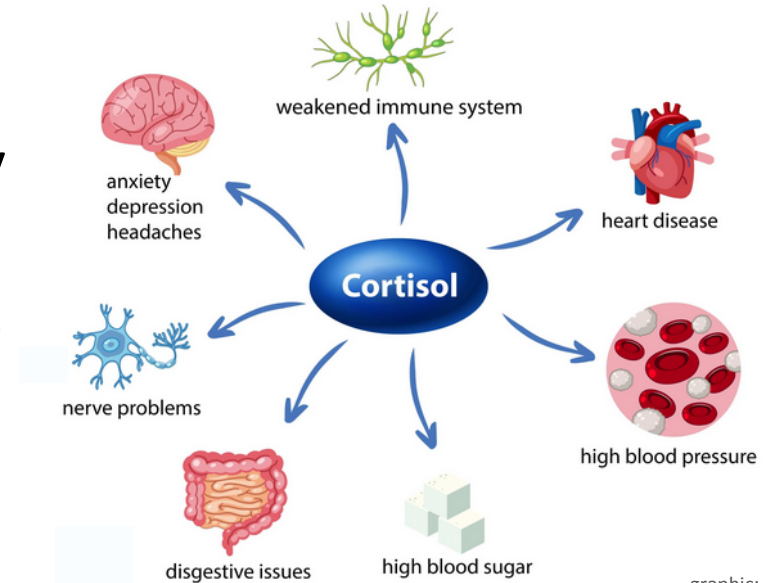 weakened immune system
anxiety
depression
headaches
heart disease
Cortisol
nerve problems
high blood pressure
disgestive issues
high blood sugar